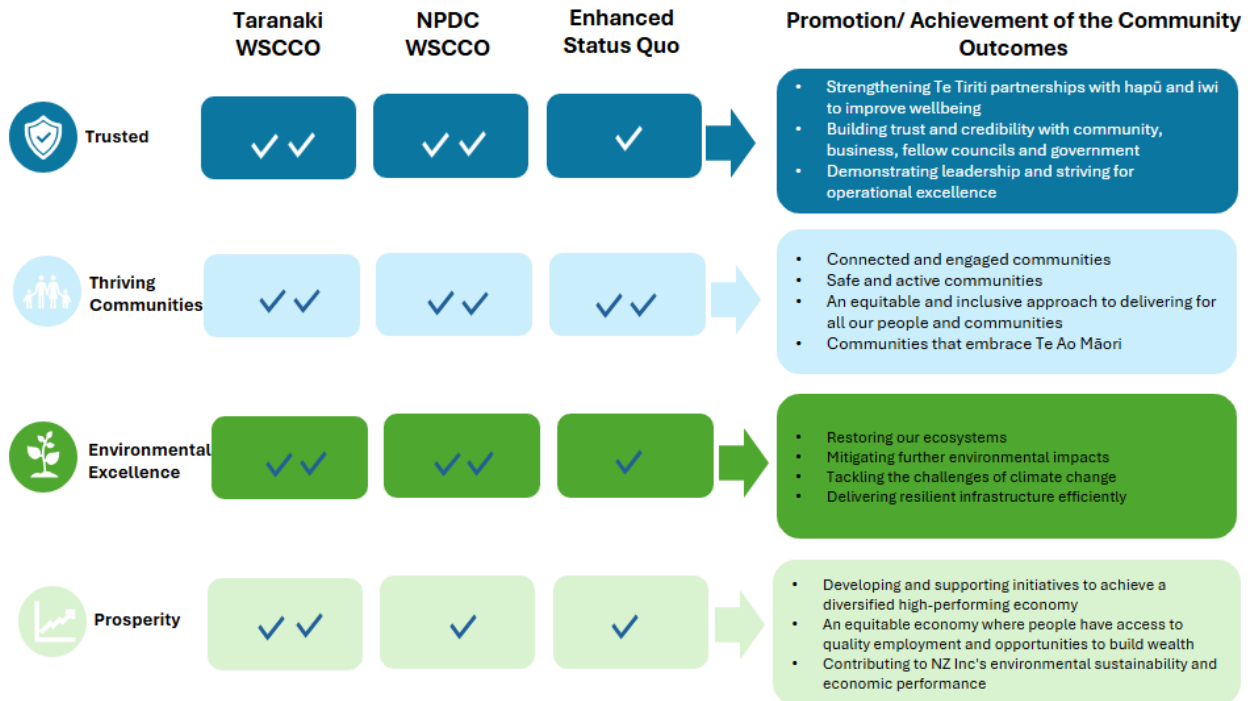 Taranaki
WSCCO
NPDC
WSCCO
Enhanced
Status Quo
Promotion/ Achievement of the Community
Outcomes
Trusted
• Strengthening Te Tiriti partnerships with hapū and iwi
to improve wellbeing
• Building trust and credibility with community,
business, fellow councils and government
• Demonstrating leadership and striving for
operational excellence
Thriving
Communities
• Connected and engaged communities
• Safe and active communities
• An equitable and inclusive approach to delivering for
all our people and communities
• Communities that embrace Te Ao Māori
Environmental
Excellence
• Restoring our ecosystems
• Mitigating further environmental impacts
• Tackling the challenges of climate change
• Delivering resilient infrastructure efficiently
Prosperity
• Developing and supporting initiatives to achieve a
diversified high-performing economy
• An equitable economy where people have access to
quality employment and opportunities to build wealth
• Contributing to NZ Inc's environmental sustainability and
economic performance